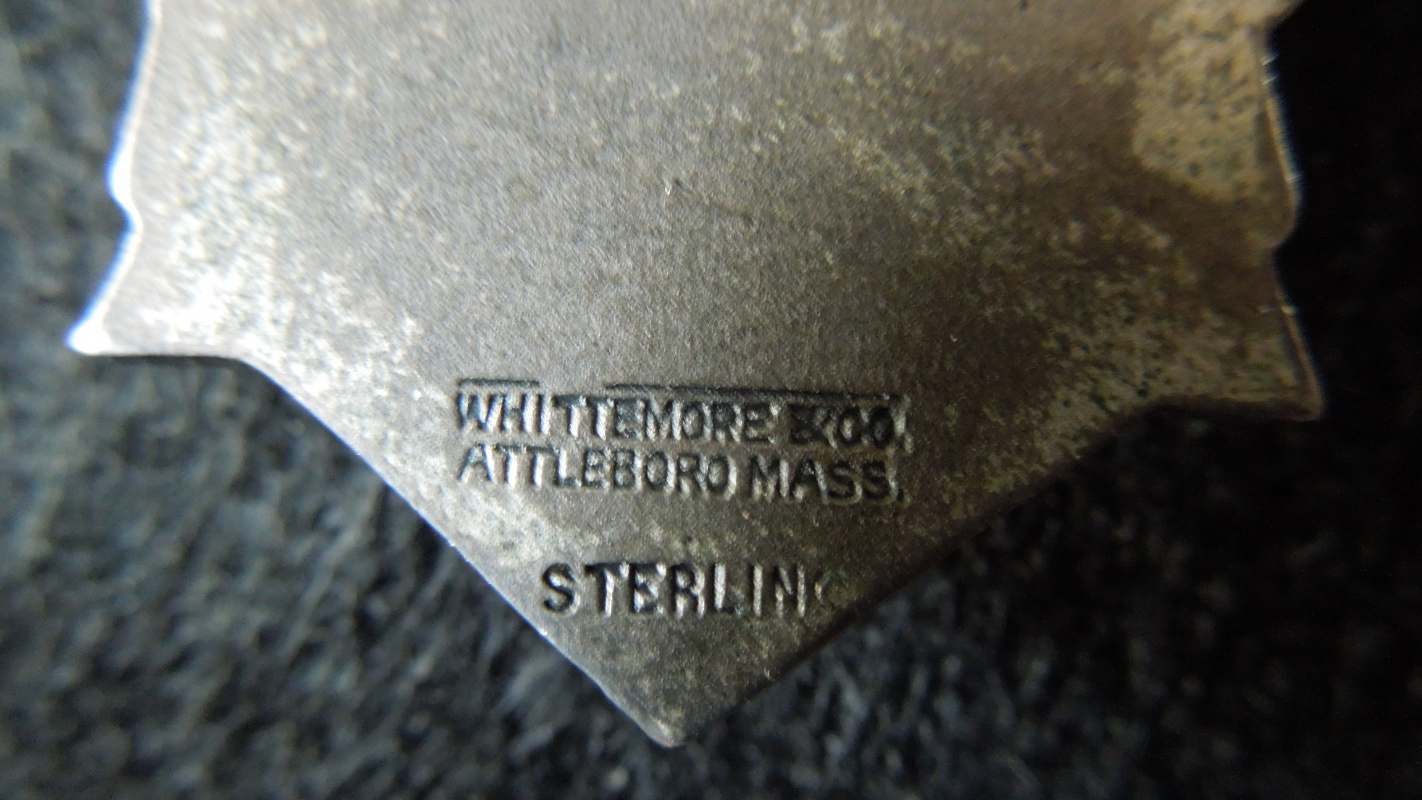 WHITTEMORE & CO.
ATTLEBORO MASS.
STERLING